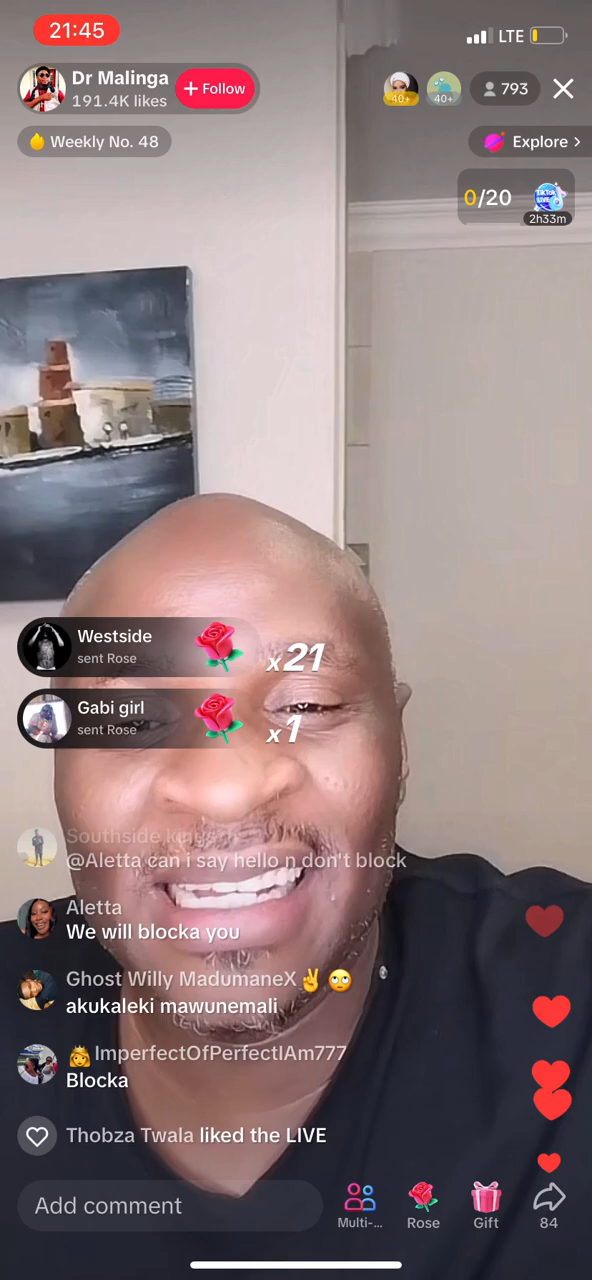 21:45
LTE
Dr Malinga
191.4K likes
+ Follow
40+
40+
793
Weekly No. 48
Explore >
0/20
TikTok LIVE
2h33m
Westside
sent Rose
x21
Gabi girl
sent Rose
x1
Southside kings
@Aletta can i say hello n don't block
Aletta
We will blocka you
Ghost Willy MadumaneX✌️🙄
akukaleki mawunemali
👸ImperfectOfPerfectIAm777
Blocka
Thobza Twala liked the LIVE
Add comment
Multi-...
Rose
Gift
84